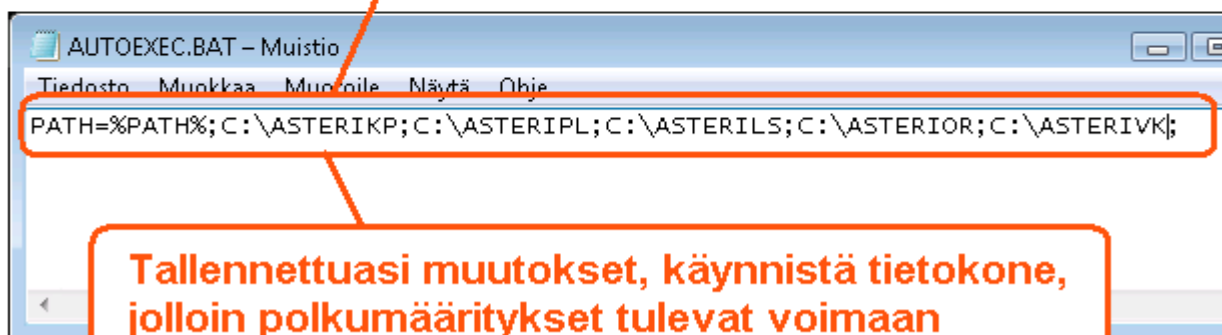 AUTOEXEC.BAT – Muistio
Tiedosto Muokkaa Muotoile Näytä Ohje
PATH=%PATH%;C:\ASTERIKP;C:\ASTERIPL;C:\ASTERILS;C:\ASTERIOR;C:\ASTERIVK;
Tallennettuasi muutokset, käynnistä tietokone,
jolloin polkumääritykset tulevat voimaan